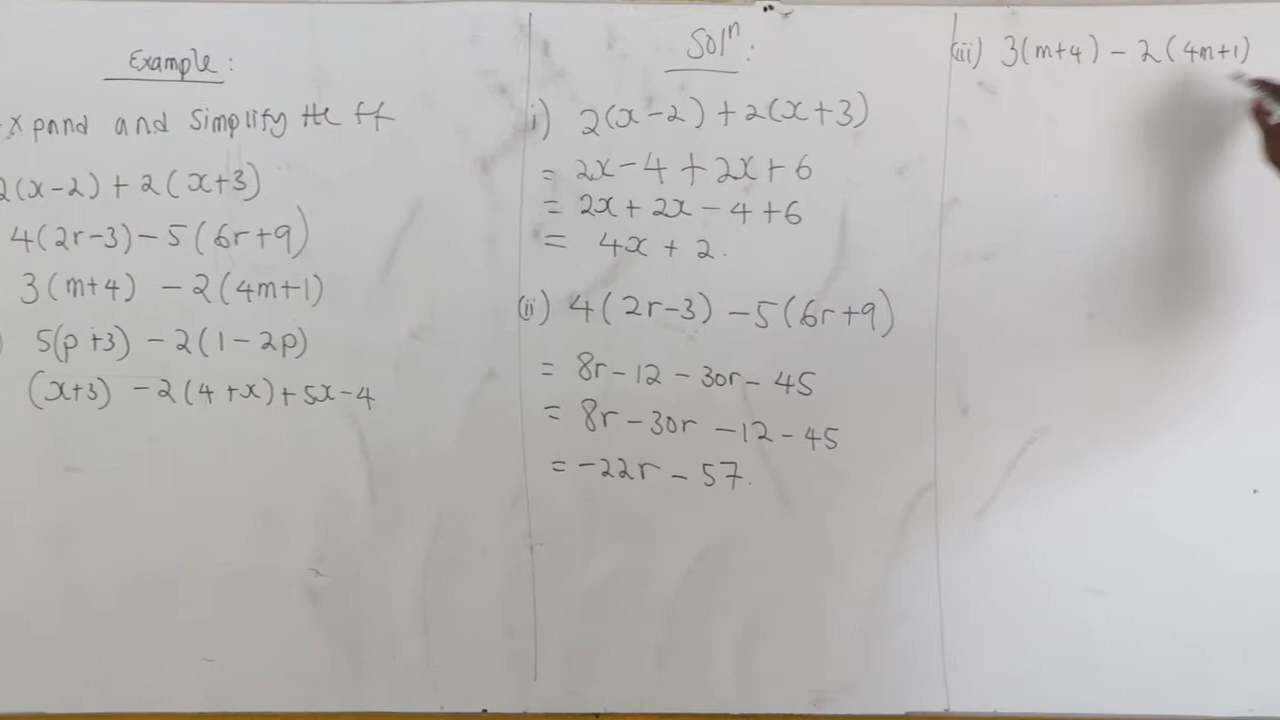 Example:
xpand and Simplify the ff
2(x-2) + 2(x+3)
4(2r-3) - 5(6r+9)
3(m+4) - 2(4m+1)
) 5(p+3) - 2(1-2p)
(x+3) - 2(4+x) + 5x-4
Solⁿ:
i) 2(x-2) + 2(x+3)
= 2x - 4 + 2x + 6
= 2x + 2x - 4 + 6
= 4x + 2.
(ii) 4(2r-3) - 5(6r+9)
= 8r - 12 - 30r - 45
= 8r - 30r - 12 - 45
= -22r - 57.
(iii) 3(m+4) - 2(4m+1)